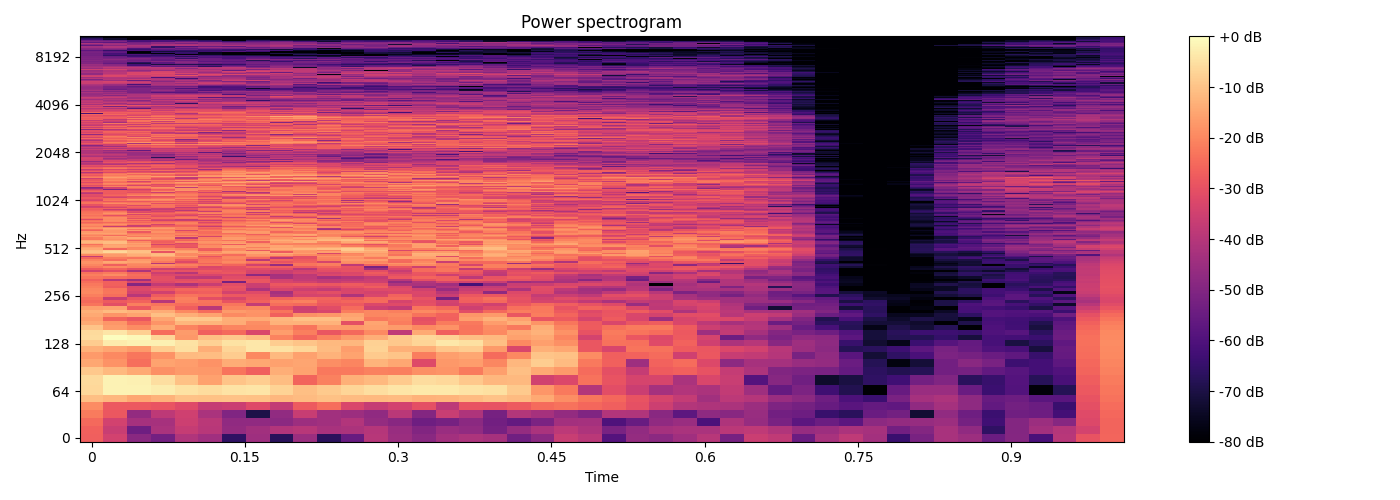 Power spectrogram
Hz
8192
4096
2048
1024
512
256
128
64
0
0 0.15 0.3 0.45 0.6 0.75 0.9
Time
+0 dB
-10 dB
-20 dB
-30 dB
-40 dB
-50 dB
-60 dB
-70 dB
-80 dB